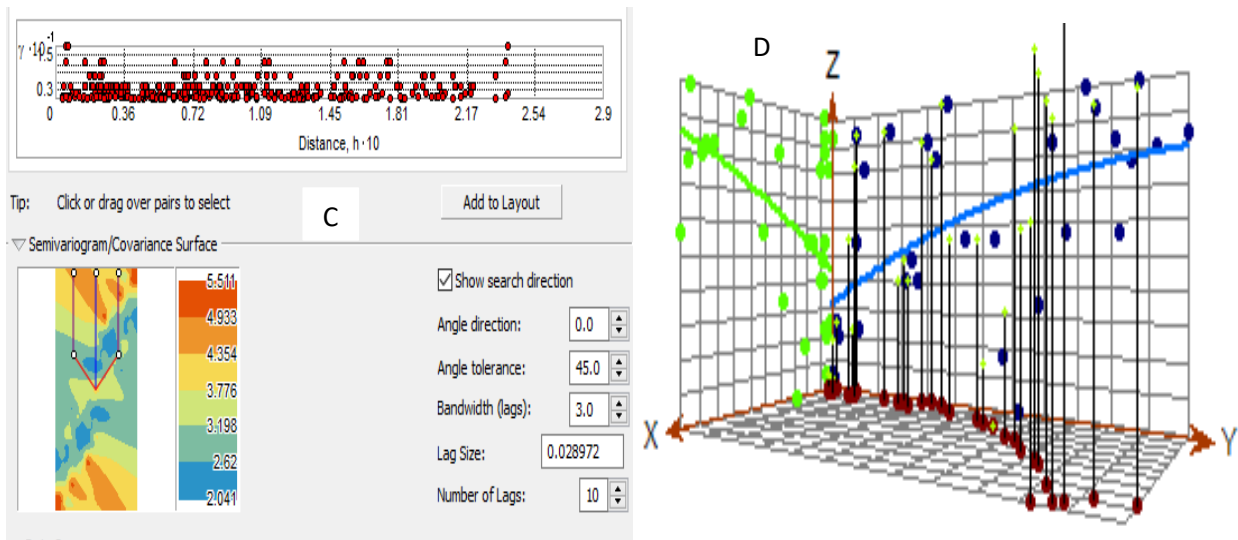 γ·10⁻¹
1.5
0.3
0 0.36 0.72 1.09 1.45 1.81 2.17 2.54 2.9
Distance, h·10
Tip: Click or drag over pairs to select
C
Add to Layout
Semivariogram/Covariance Surface
5.511
4.933
4.354
3.776
3.198
2.62
2.041
Show search direction
Angle direction: 0.0
Angle tolerance: 45.0
Bandwidth (lags): 3.0
Lag Size: 0.028972
Number of Lags: 10
D
Z
X
Y